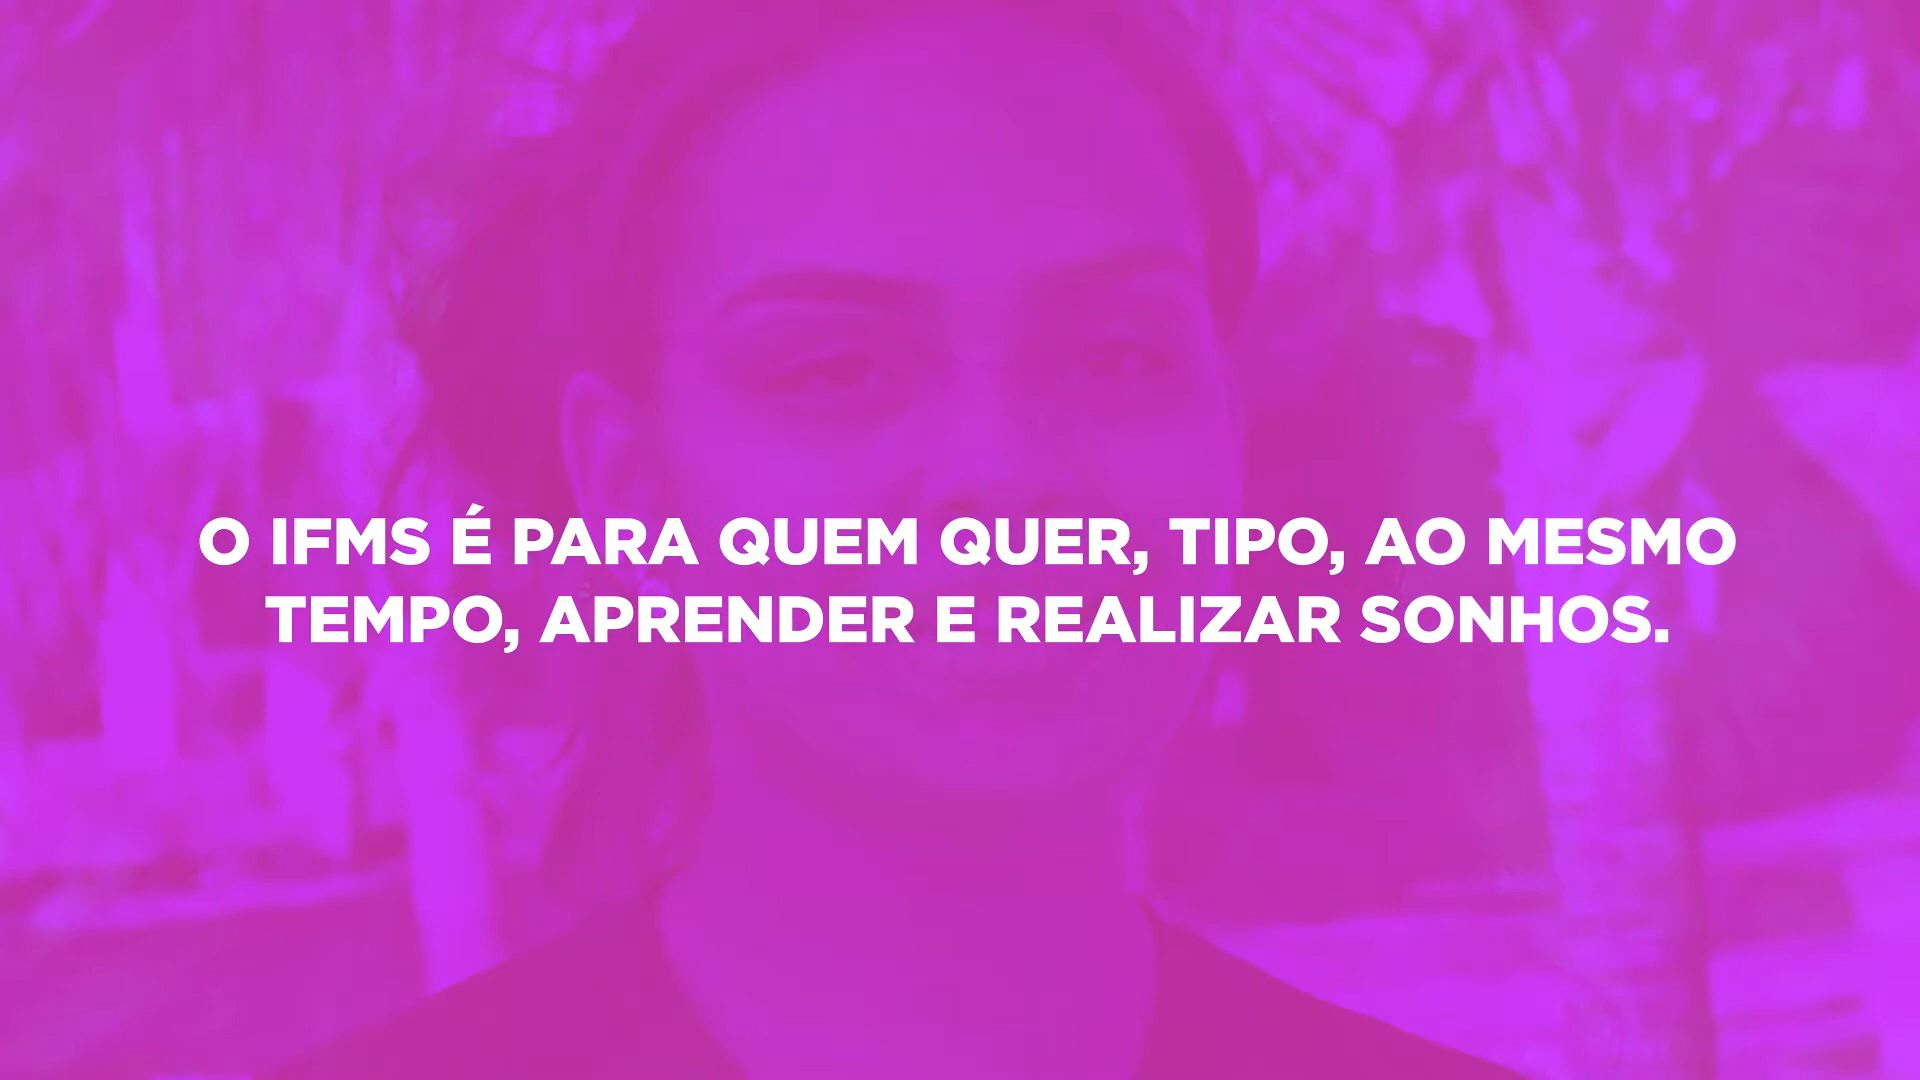 O IFMS É PARA QUEM QUER, TIPO, AO MESMO
TEMPO, APRENDER E REALIZAR SONHOS.